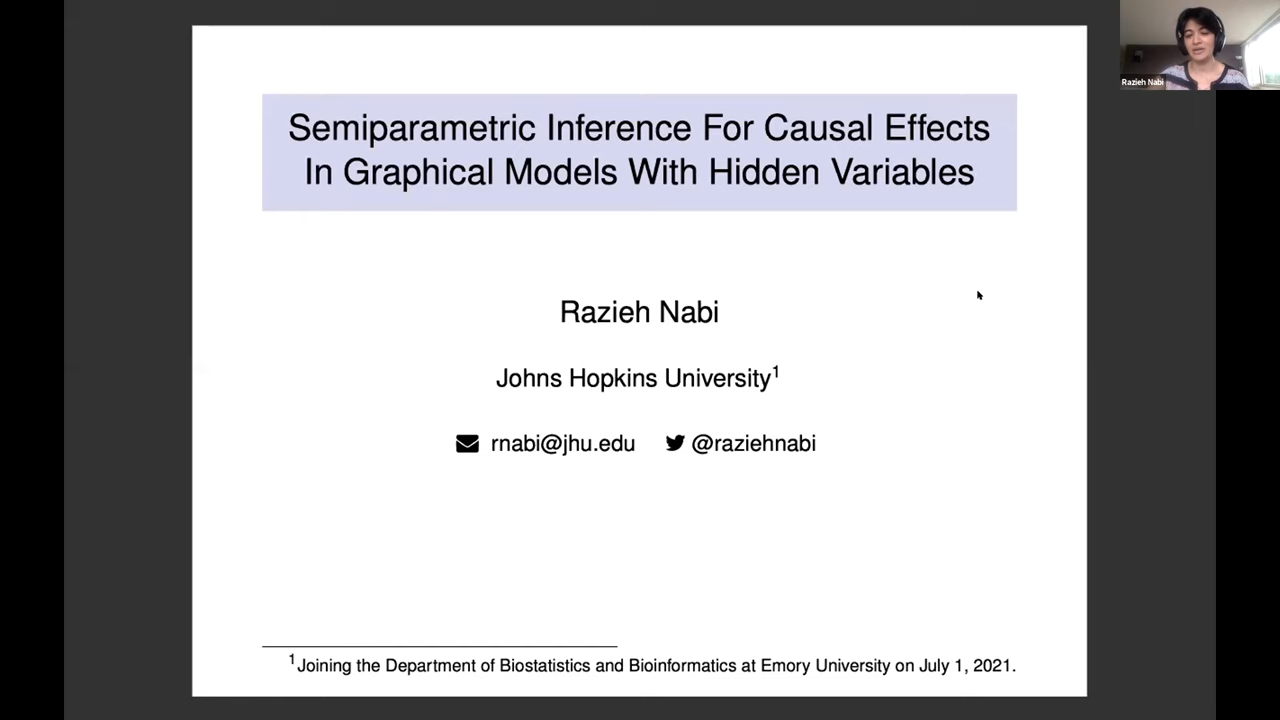 Semiparametric Inference For Causal Effects
In Graphical Models With Hidden Variables
Razieh Nabi
Razieh Nabi
Johns Hopkins University¹
rnabi@jhu.edu @raziehnabi
¹Joining the Department of Biostatistics and Bioinformatics at Emory University on July 1, 2021.